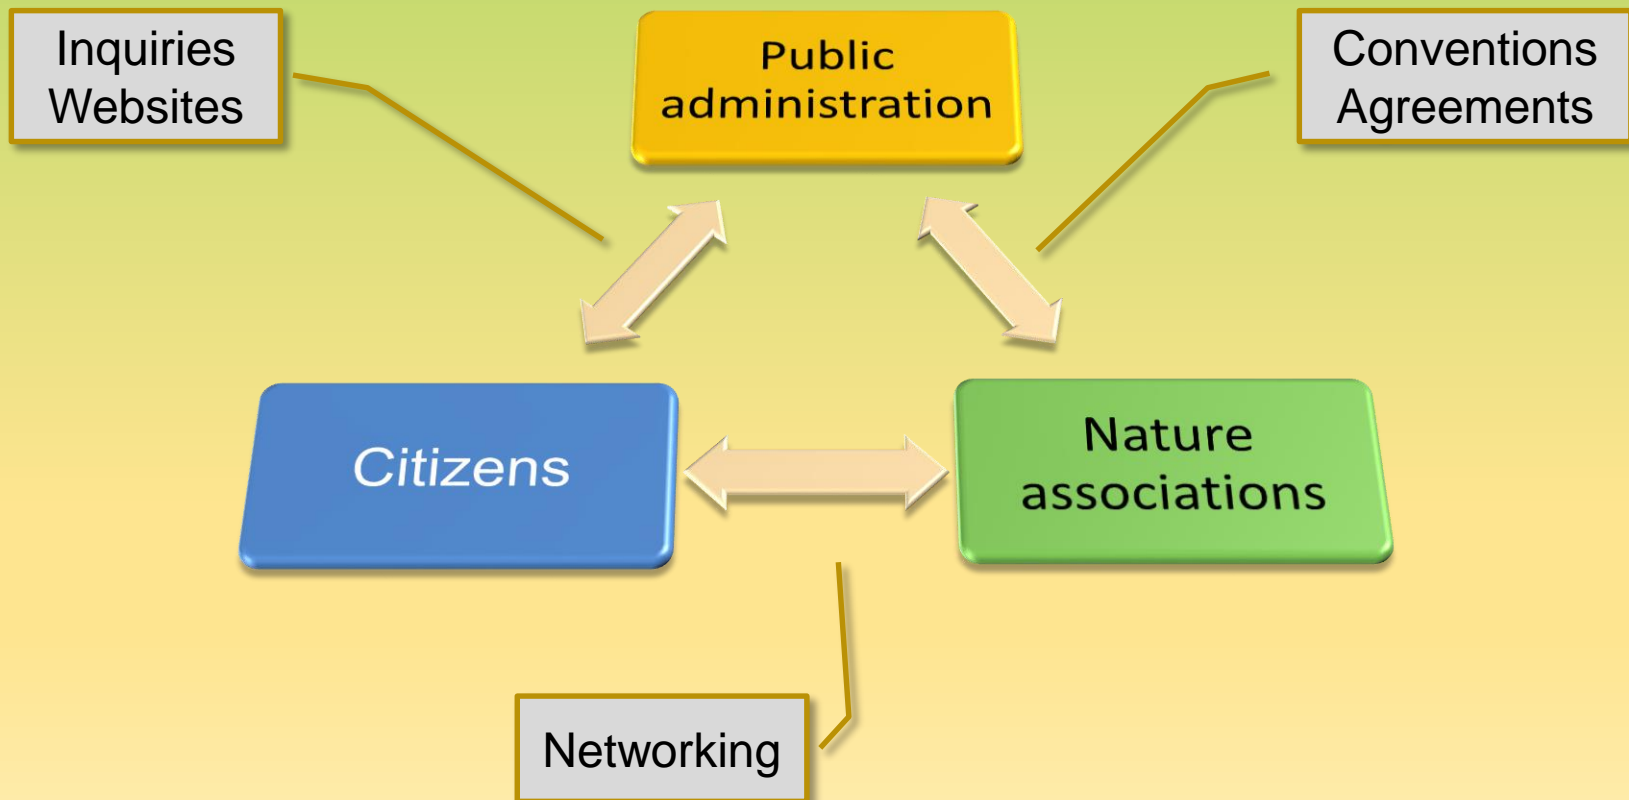 Inquiries
Websites
Public
administration
Conventions
Agreements
Citizens
Nature
associations
Networking